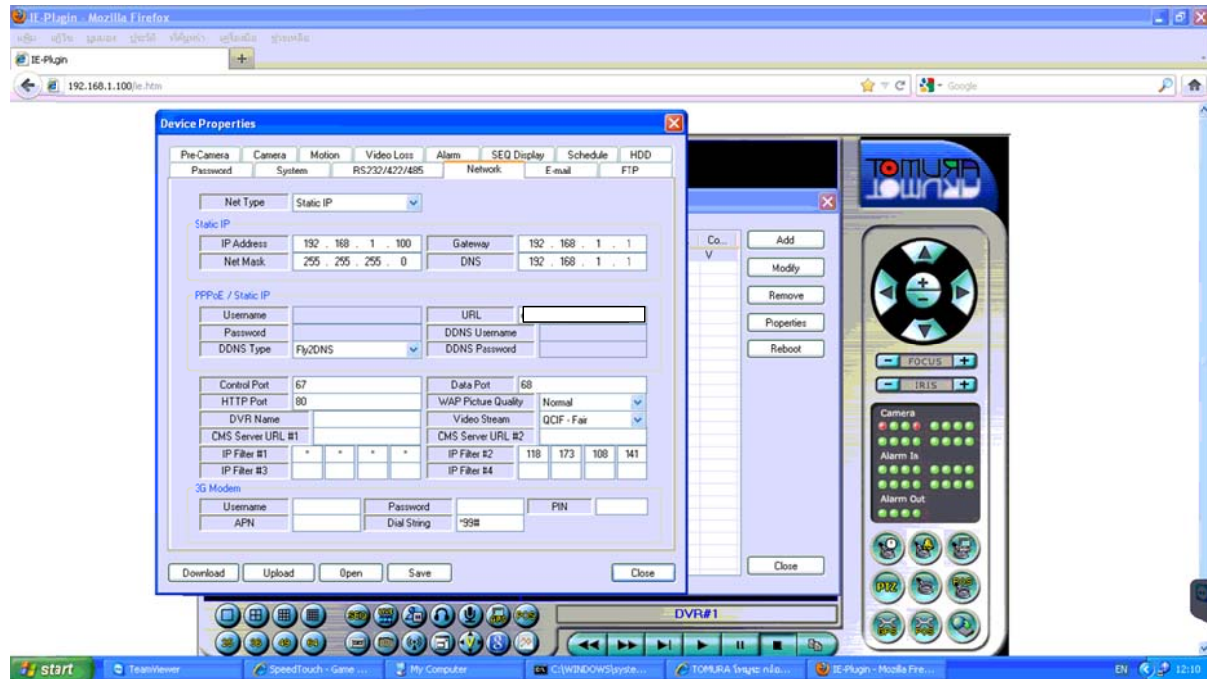 IE-Plugin - Mozilla Firefox
IE-Plugin
192.168.1.100/ie.htm
Google
Device Properties
Pre-Camera Camera Motion Video Loss Alarm SEQ Display Schedule HDD
Password System RS232/422/485 Network E-mail FTP
Net Type Static IP
Static IP
IP Address 192 . 168 . 1 . 100 Gateway 192 . 168 . 1 . 1
Net Mask 255 . 255 . 255 . 0 DNS 192 . 168 . 1 . 1
PPPoE / Static IP
Username URL
Password DDNS Username
DDNS Type Fly2DNS DDNS Password
Control Port 67 Data Port 68
HTTP Port 80 WAP Picture Quality Normal
DVR Name Video Stream QCIF - Fair
CMS Server URL #1 CMS Server URL #2
IP Filter #1 * * * * IP Filter #2 118 173 108 141
IP Filter #3 IP Filter #4
3G Modem
Username Password PIN
APN Dial String *99#
Download Upload Open Save Close
Co...
V
Add
Modify
Remove
Properties
Reboot
Close
TOMURA
FOCUS
IRIS
Camera
Alarm In
Alarm Out
PTZ
DVR#1
start TeamViewer SpeedTouch - Game ... My Computer C:\WINDOWS\syste... TOMURA IE-Plugin - Mozilla Fire... EN 12:10